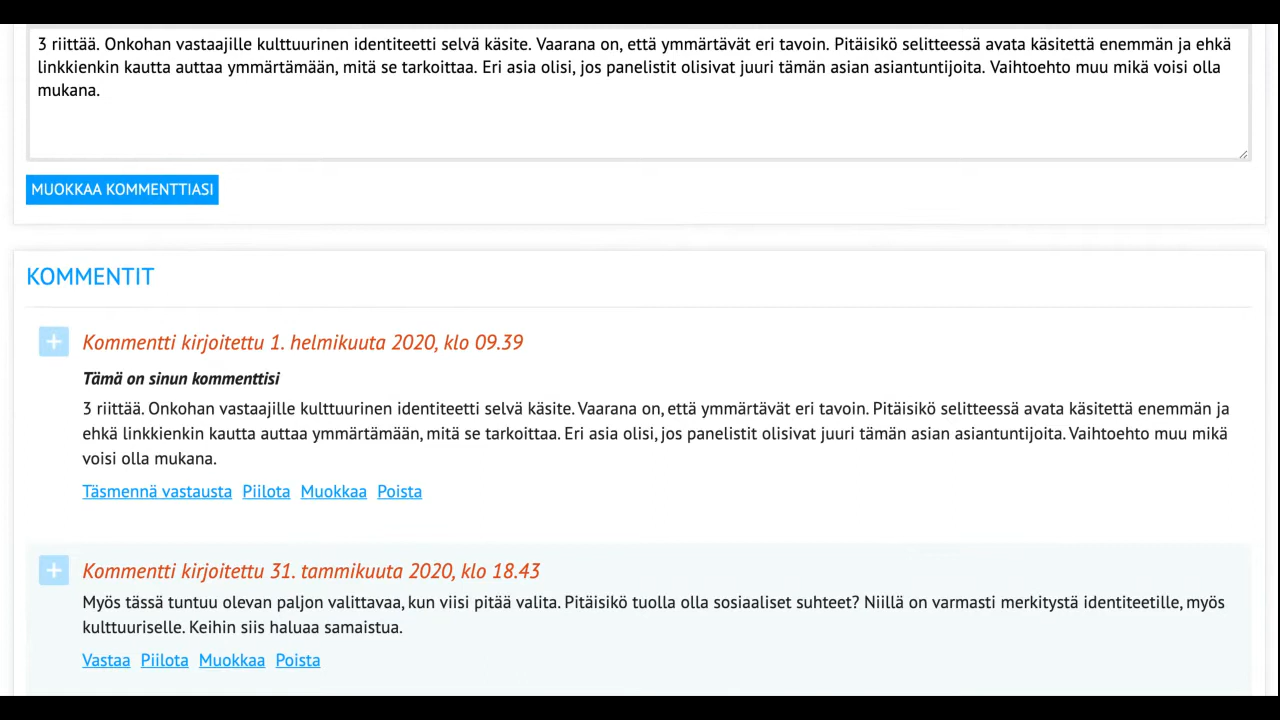 3 riittää. Onkohan vastaajille kulttuurinen identiteetti selvä käsite. Vaarana on, että ymmärtävät eri tavoin. Pitäisikö selitteessä avata käsitettä enemmän ja ehkä
linkkienkin kautta auttaa ymmärtämään, mitä se tarkoittaa. Eri asia olisi, jos panelistit olisivat juuri tämän asian asiantuntijoita. Vaihtoehto muu mikä voisi olla
mukana.
MUOKKAA KOMMENTTIASI
KOMMENTIT
+ Kommentti kirjoitettu 1. helmikuuta 2020, klo 09.39
Tämä on sinun kommenttisi
3 riittää. Onkohan vastaajille kulttuurinen identiteetti selvä käsite. Vaarana on, että ymmärtävät eri tavoin. Pitäisikö selitteessä avata käsitettä enemmän ja
ehkä linkkienkin kautta auttaa ymmärtämään, mitä se tarkoittaa. Eri asia olisi, jos panelistit olisivat juuri tämän asian asiantuntijoita. Vaihtoehto muu mikä
voisi olla mukana.
Täsmennä vastausta Piilota Muokkaa Poista
+ Kommentti kirjoitettu 31. tammikuuta 2020, klo 18.43
Myös tässä tuntuu olevan paljon valittavaa, kun viisi pitää valita. Pitäisikö tuolla olla sosiaaliset suhteet? Niillä on varmasti merkitystä identiteetille, myös
kulttuuriselle. Keihin siis haluaa samaistua.
Vastaa Piilota Muokkaa Poista